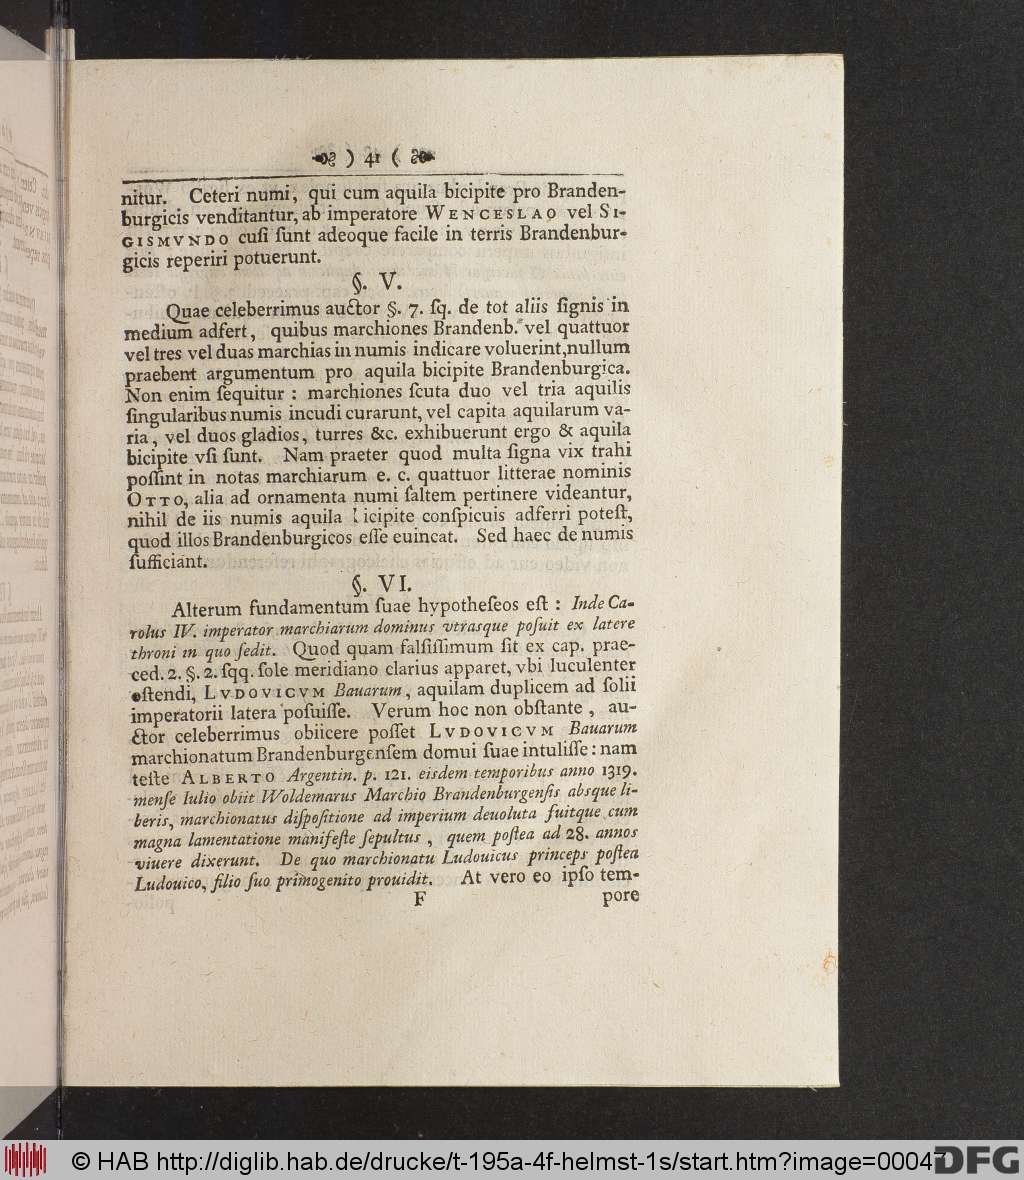 ) 41 (
nitur. Ceteri numi, qui cum aquila bicipite pro Branden-
burgicis venditantur, ab imperatore WENCESLAO vel SI-
GISMVNDO cuſi ſunt adeoque facile in terris Brandenbur-
gicis reperiri potuerunt.
§. V.
Quae celeberrimus auctor §. 7. ſq. de tot aliis ſignis in
medium adfert, quibus marchiones Brandenb. vel quattuor
vel tres vel duas marchias in numis indicare voluerint, nullum
praebent argumentum pro aquila bicipite Brandenburgica.
Non enim ſequitur : marchiones ſcuta duo vel tria aquilis
ſingularibus numis incudi curarunt, vel capita aquilarum va-
ria, vel duos gladios, turres &c. exhibuerunt ergo & aquila
bicipite vſi ſunt. Nam praeter quod multa ſigna vix trahi
poſſint in notas marchiarum e. c. quattuor litterae nominis
OTTO, alia ad ornamenta numi ſaltem pertinere videantur,
nihil de iis numis aquila icipite conſpicuis adferri poteſt,
quod illos Brandenburgicos eſſe euincat. Sed haec de numis
ſufficiant.
§. VI.
Alterum fundamentum ſuae hypotheſeos eſt : Inde Ca-
rolus IV. imperator marchiarum dominus vtrasque poſuit ex latere
throni in quo ſedit. Quod quam falſiſſimum ſit ex cap. prae-
ced. 2. §. 2. ſqq. ſole meridiano clarius apparet, vbi luculenter
oſtendi, LVDOVICVM Bauarum, aquilam duplicem ad ſolii
imperatorii latera poſuiſſe. Verum hoc non obſtante, au-
ctor celeberrimus obiicere poſſet LVDOVICVM Bauarum
marchionatum Brandenburgenſem domui ſuae intuliſſe: nam
teſte ALBERTO Argentin. p. 121. eisdem temporibus anno 1319.
menſe Iulio obiit Woldemarus Marchio Brandenburgenſis absque li-
beris, marchionatus diſpoſitione ad imperium deuoluta fuitque cum
magna lamentatione manifeſte ſepultus, quem poſtea ad 28. annos
viuere dixerunt. De quo marchionatu Ludouicus princeps poſtea
Ludouico, filio ſuo primogenito prouidit. At vero eo ipſo tem-
F pore
© HAB http://diglib.hab.de/drucke/t-195a-4f-helmst-1s/start.htm?image=00047
DFG